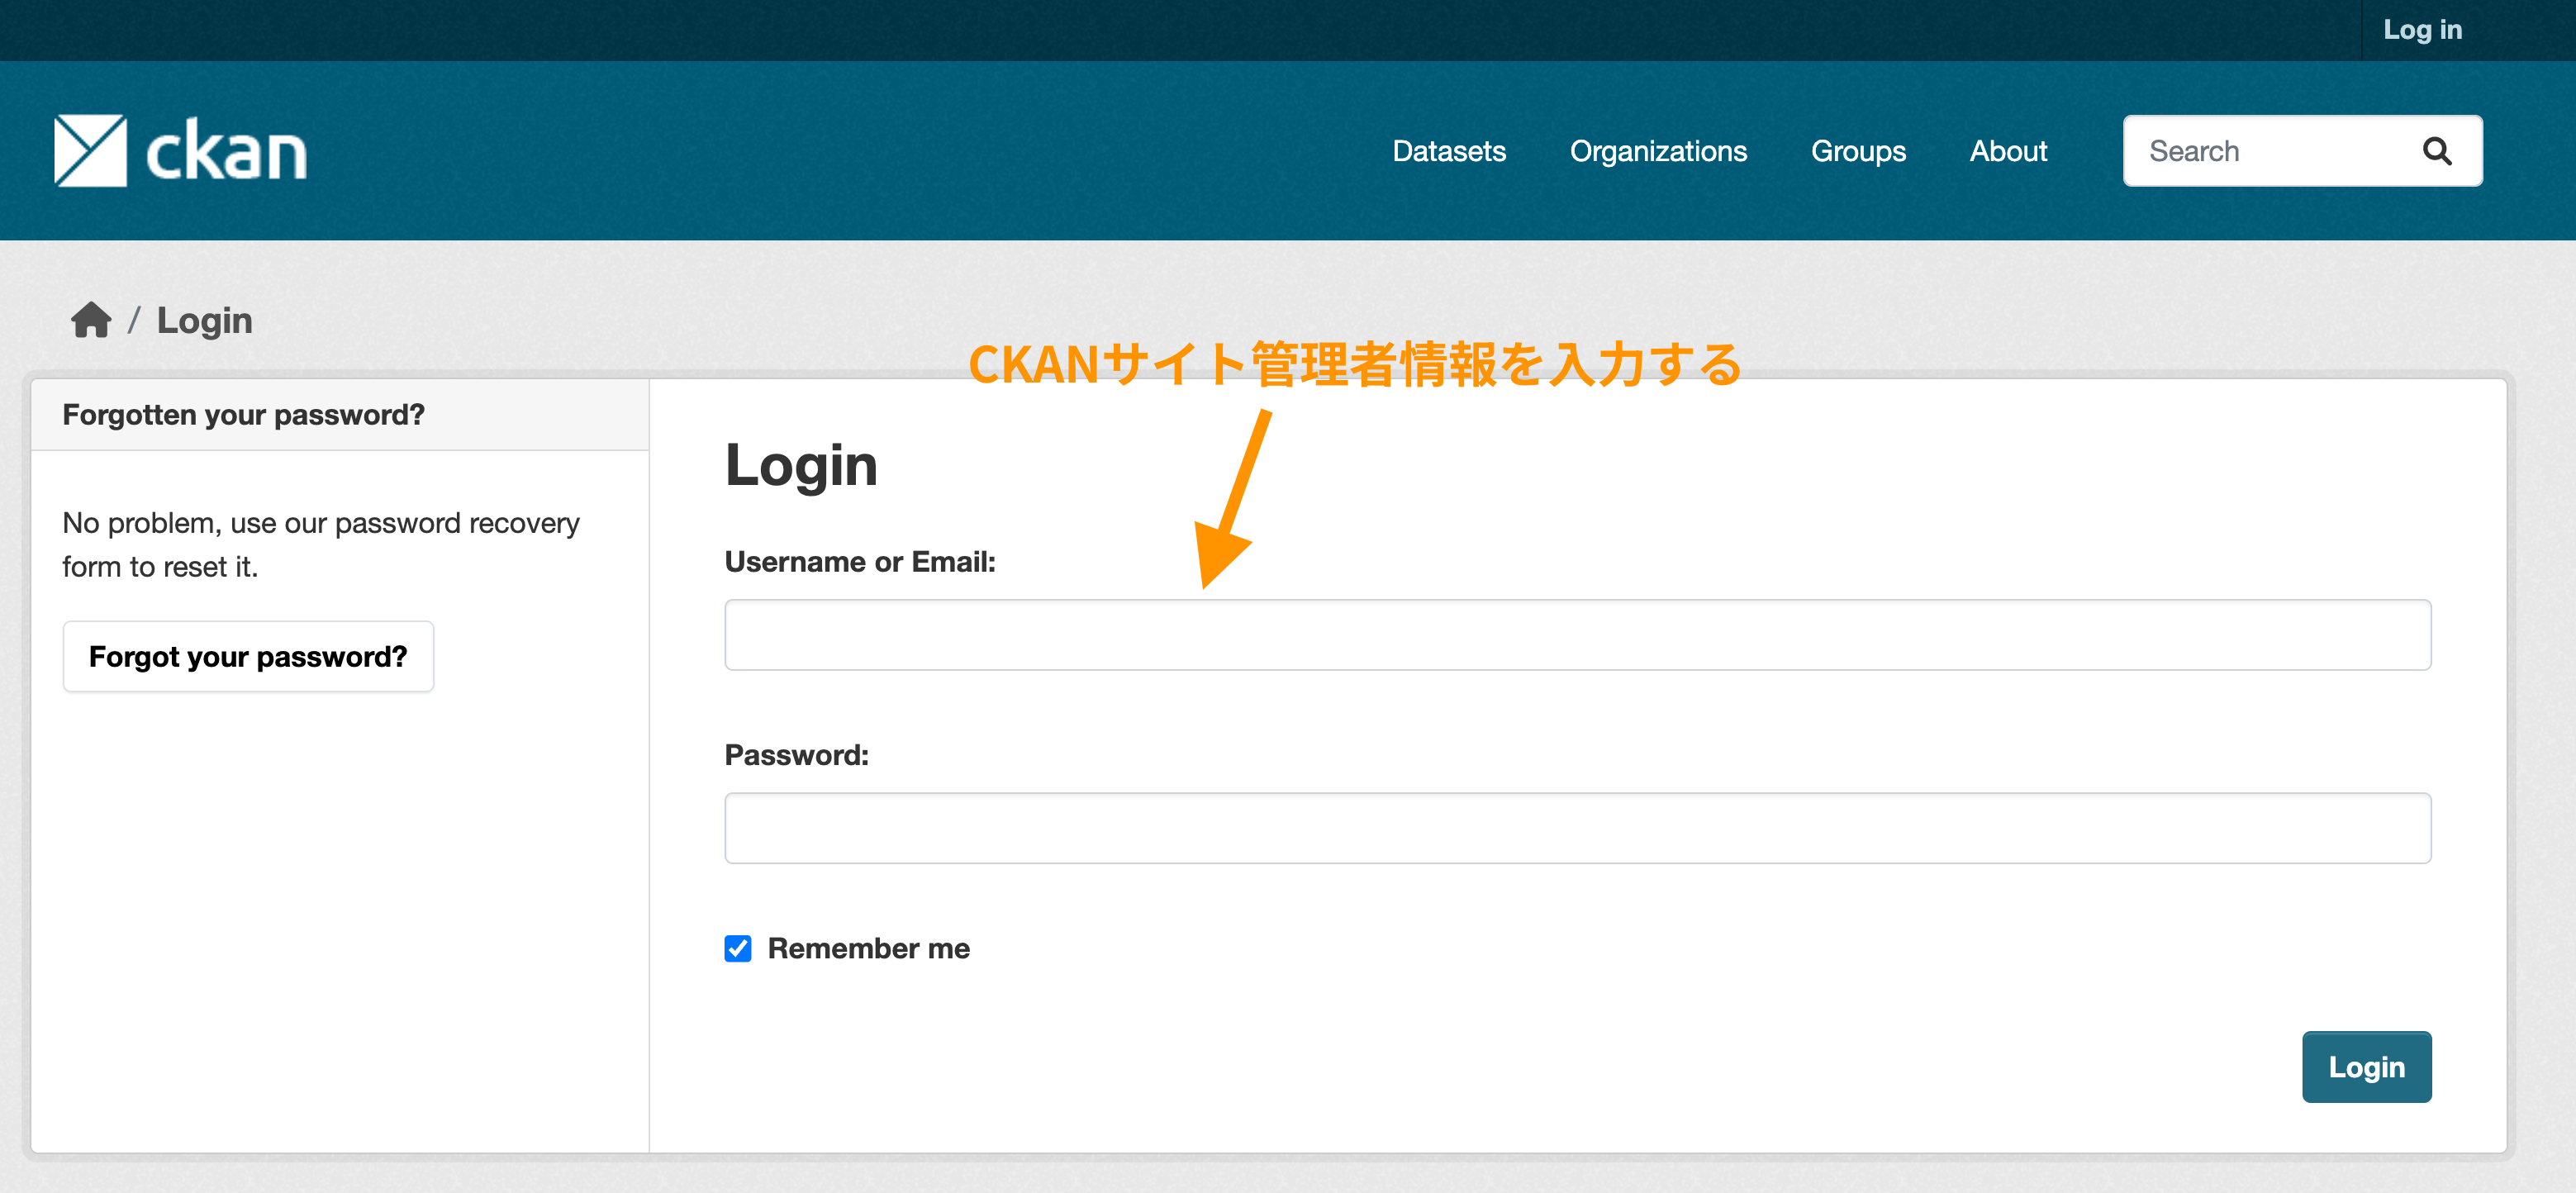 Log in
ckan
Datasets
Organizations
Groups
About
Search
/ Login
CKANサイト管理者情報を入力する
Forgotten your password?
No problem, use our password recovery
form to reset it.
Forgot your password?
Login
Username or Email:
Password:
Remember me
Login